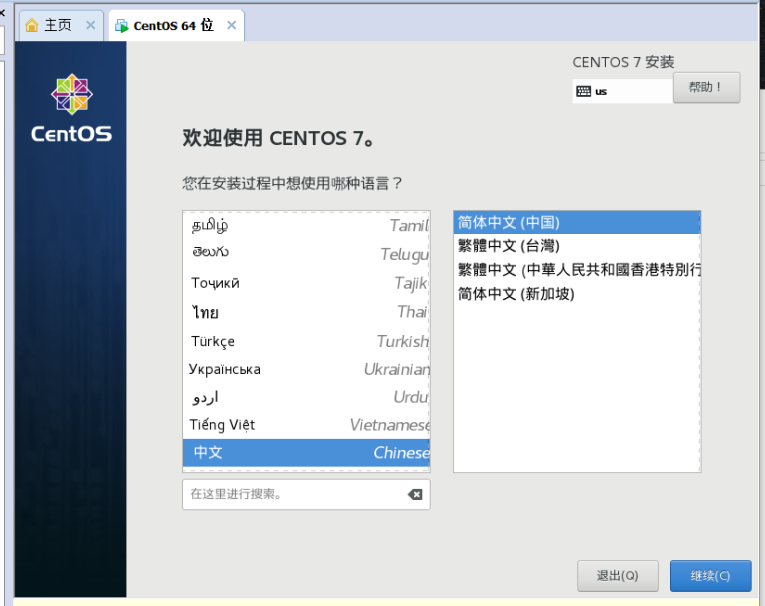 主页
CentOS 64 位
CENTOS 7 安装
us
帮助！
CentOS
欢迎使用 CENTOS 7。
您在安装过程中想使用哪种语言？
தமிழ் Tamil
తెలుగు Telugu
Тоҷикӣ Tajik
ไทย Thai
Türkçe Turkish
Українська Ukrainian
اردو Urdu
Tiếng Việt Vietnamese
中文 Chinese
简体中文 (中国)
繁體中文 (台灣)
繁體中文 (中華人民共和國香港特別行
简体中文 (新加坡)
在这里进行搜索。
退出(Q)
继续(C)